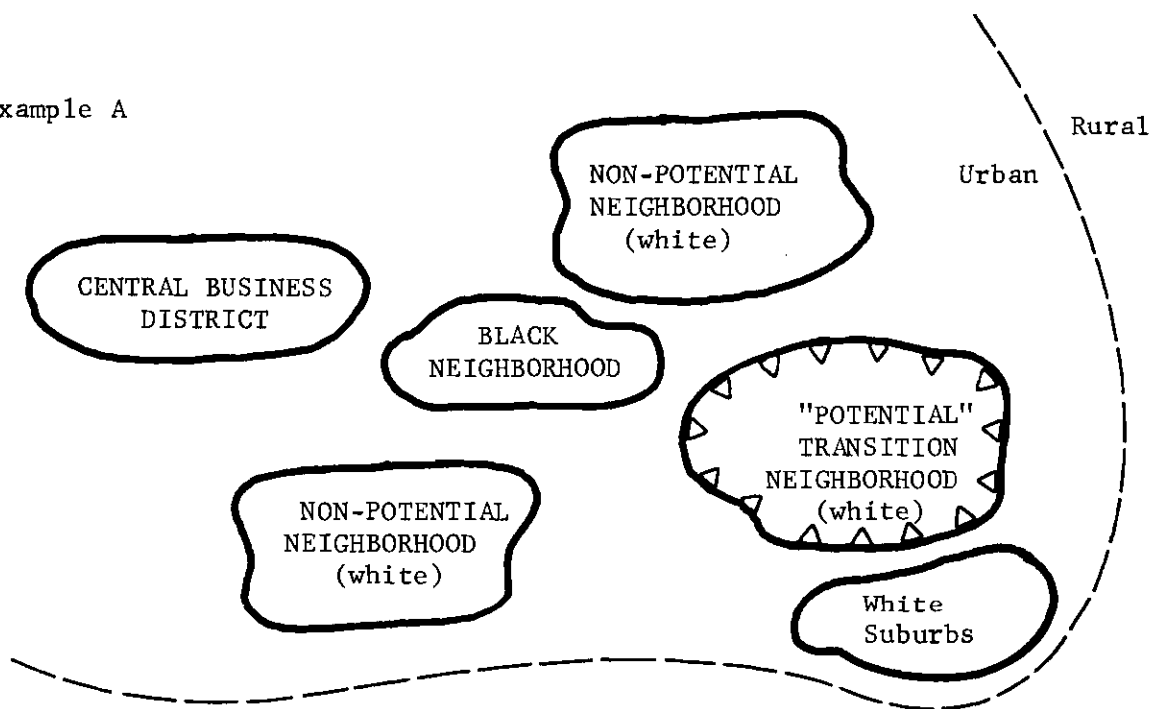 xample A
Rural
Urban
NON-POTENTIAL
NEIGHBORHOOD
(white)
CENTRAL BUSINESS
DISTRICT
BLACK
NEIGHBORHOOD
"POTENTIAL"
TRANSITION
NEIGHBORHOOD
(white)
NON-POTENTIAL
NEIGHBORHOOD
(white)
White
Suburbs